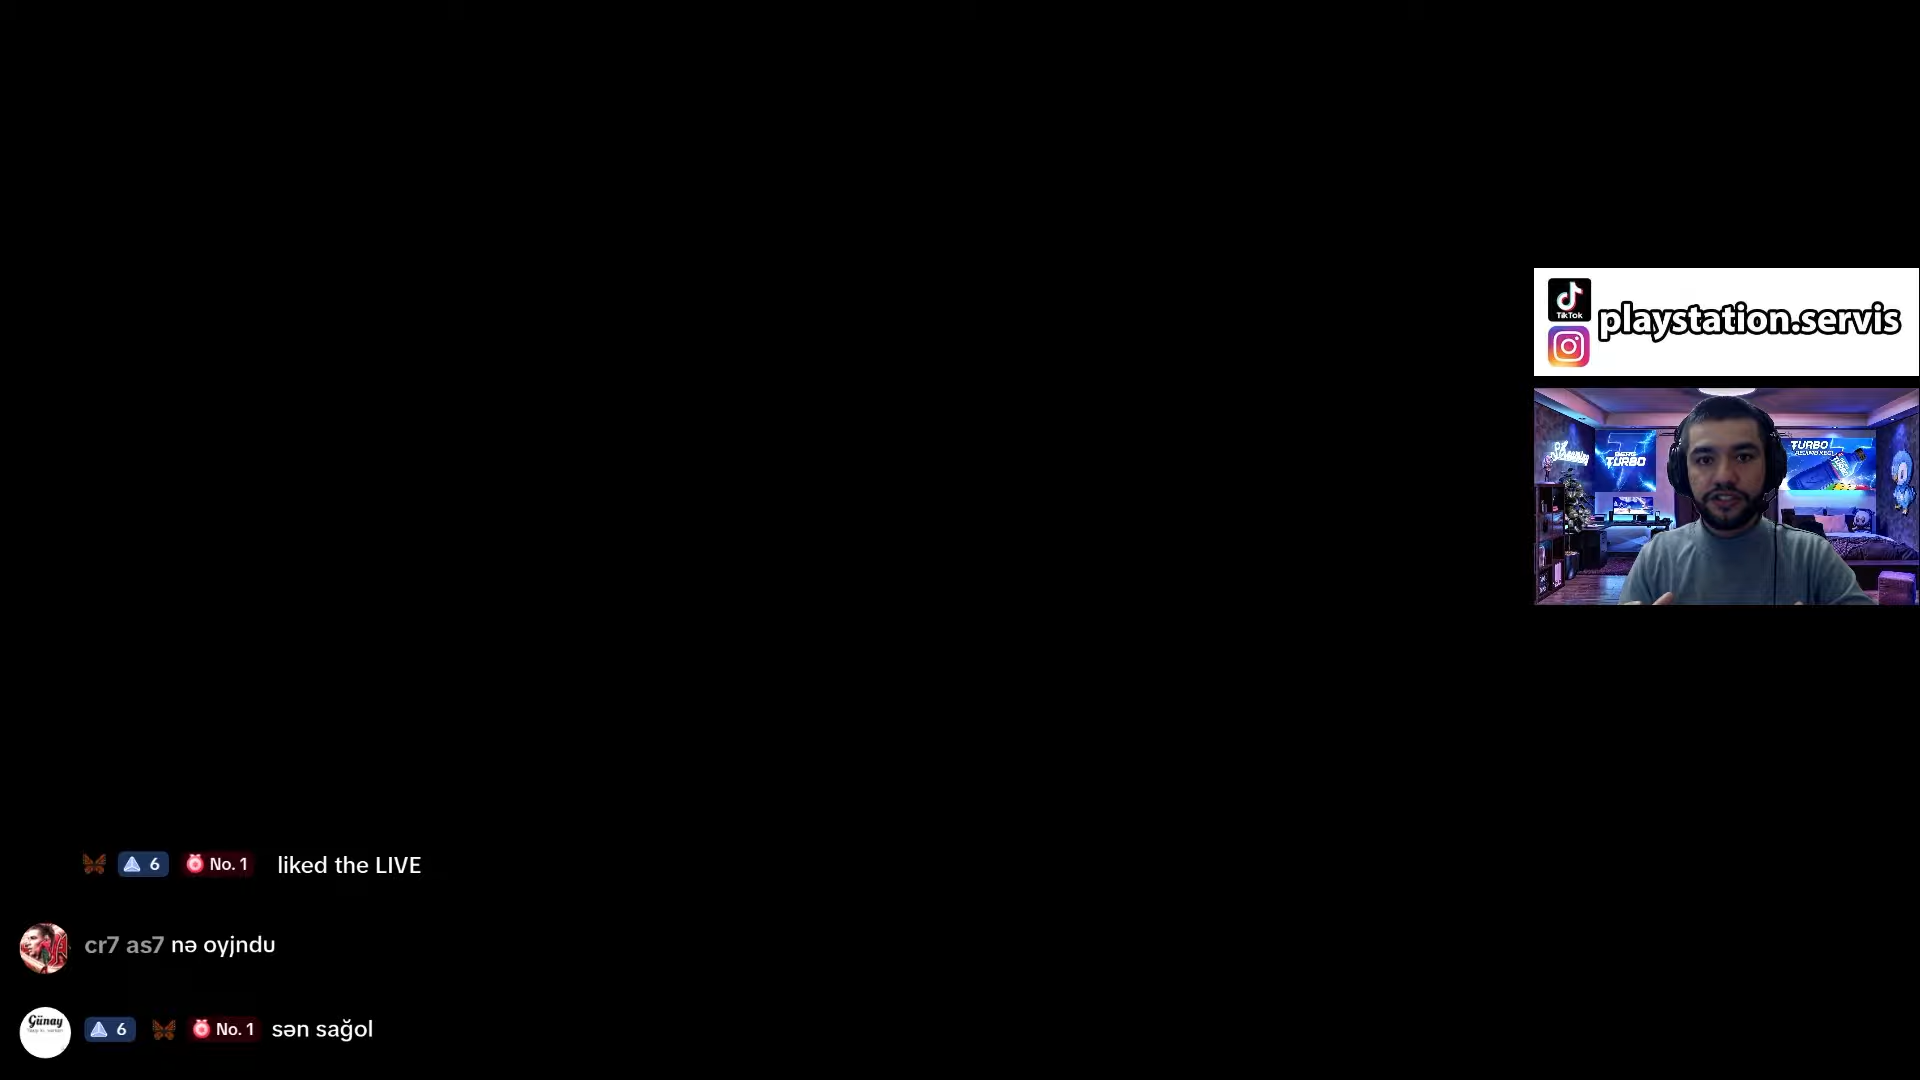 TikTok
playstation.servis
TURBO
TURBO
6 No. 1 liked the LIVE
cr7 as7 nə oyjndu
Günay
6 No. 1 sən sağol